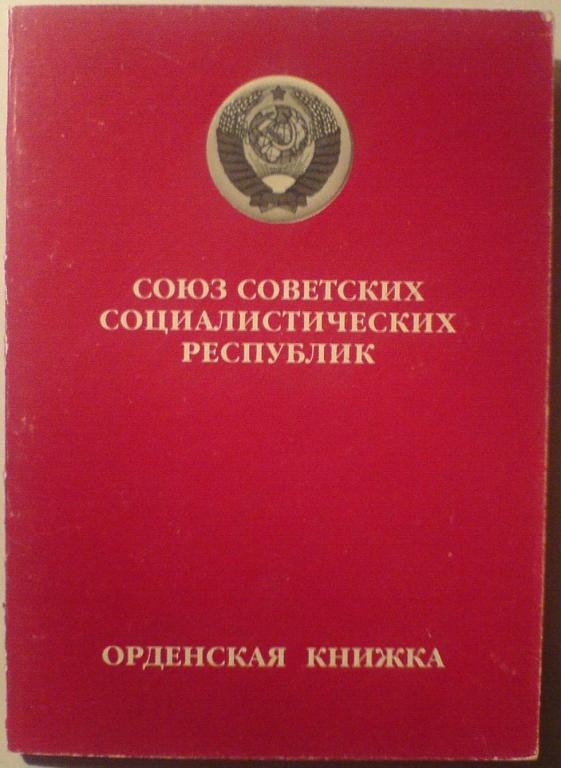 СОЮЗ СОВЕТСКИХ
СОЦИАЛИСТИЧЕСКИХ
РЕСПУБЛИК
ОРДЕНСКАЯ КНИЖКА